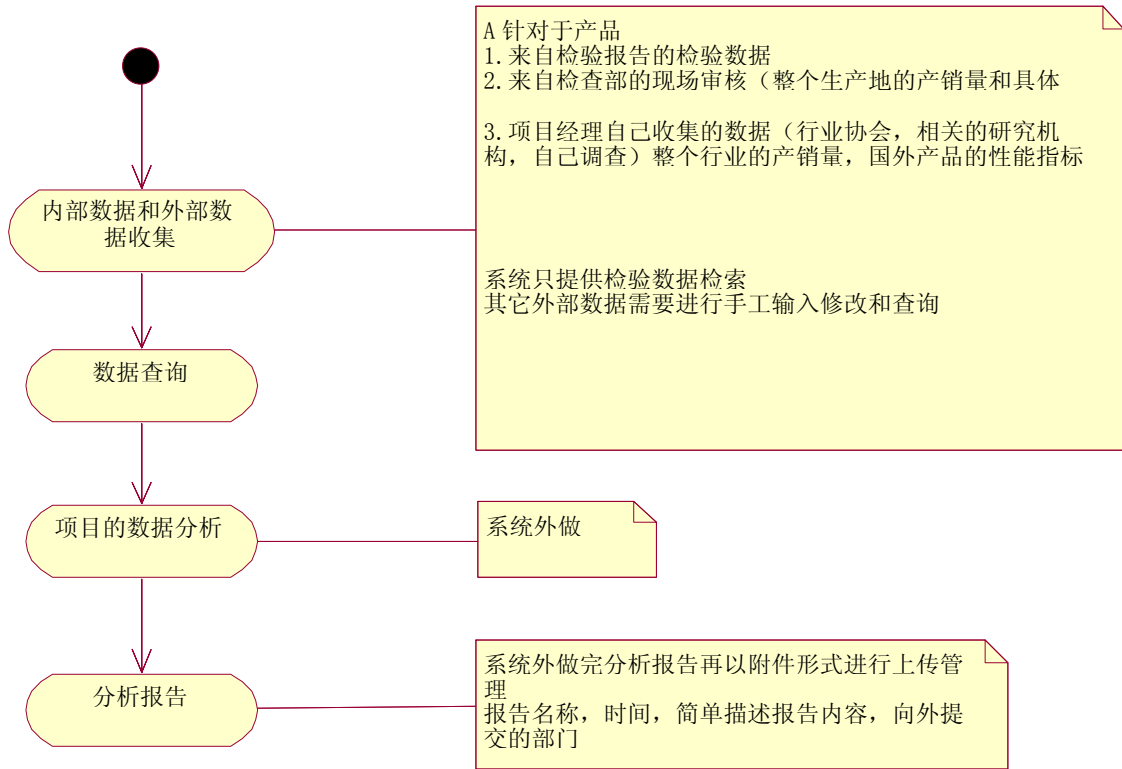 A 针对于产品
1.来自检验报告的检验数据
2.来自检查部的现场审核（整个生产地的产销量和具体
3.项目经理自己收集的数据（行业协会，相关的研究机
构，自己调查）整个行业的产销量，国外产品的性能指标
系统只提供检验数据检索
其它外部数据需要进行手工输入修改和查询
内部数据和外部数
据收集
数据查询
项目的数据分析
系统外做
分析报告
系统外做完分析报告再以附件形式进行上传管
理
报告名称，时间，简单描述报告内容，向外提
交的部门